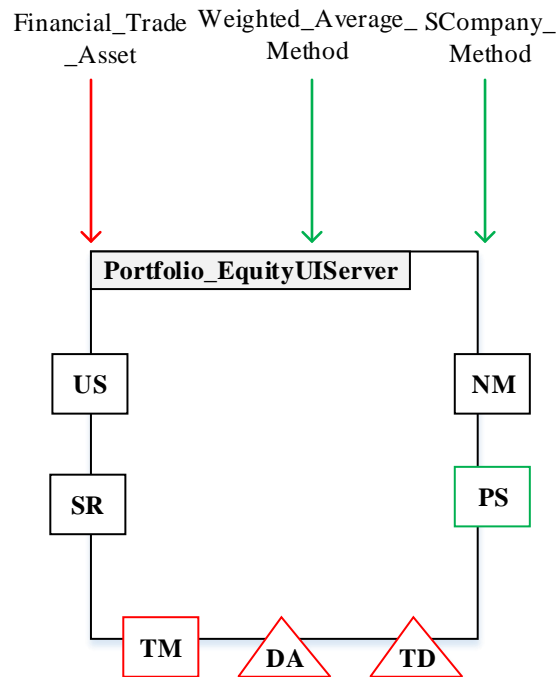 Financial_Trade
_Asset
Weighted_Average_
Method
SCompany_
Method
Portfolio_EquityUIServer
US
NM
SR
PS
TM
DA
TD